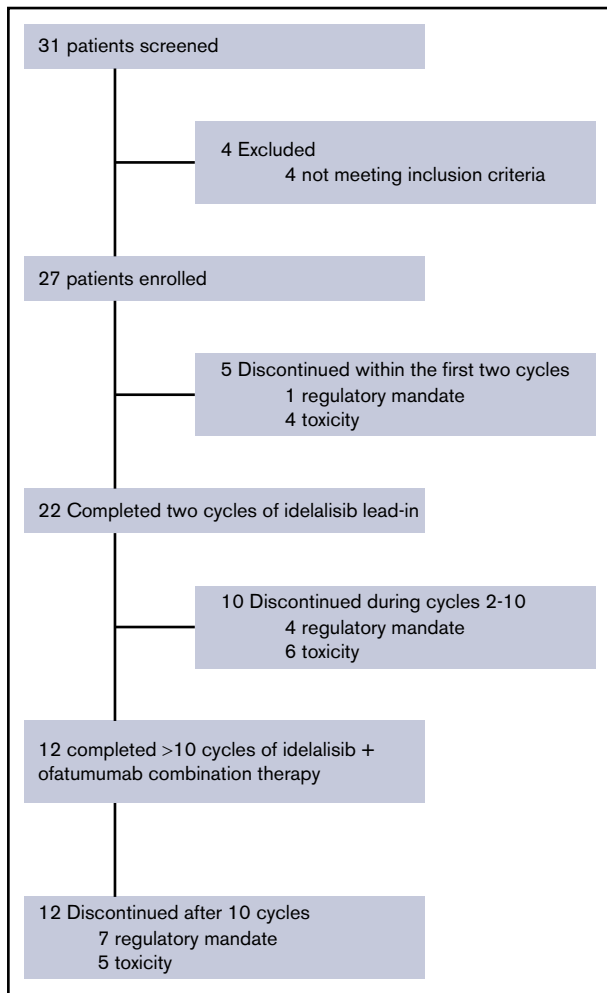 31 patients screened
4 Excluded
4 not meeting inclusion criteria
27 patients enrolled
5 Discontinued within the first two cycles
1 regulatory mandate
4 toxicity
22 Completed two cycles of idelalisib lead-in
10 Discontinued during cycles 2-10
4 regulatory mandate
6 toxicity
12 completed >10 cycles of idelalisib +
ofatumumab combination therapy
12 Discontinued after 10 cycles
7 regulatory mandate
5 toxicity